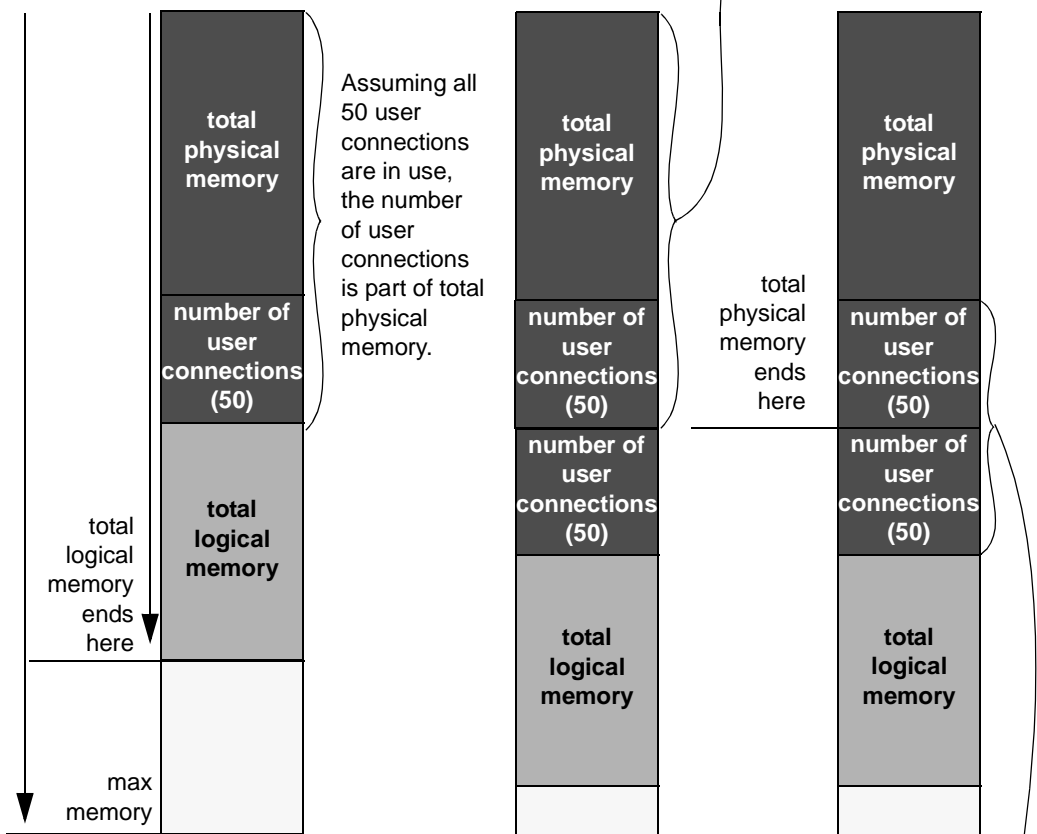 total
physical
memory
number of
user
connections
(50)
total
logical
memory
Assuming all
50 user
connections
are in use,
the number
of user
connections
is part of total
physical
memory.
total
logical
memory
ends
here
max
memory
total
physical
memory
number of
user
connections
(50)
number of
user
connections
(50)
total
logical
memory
total
physical
memory
ends
here
total
physical
memory
number of
user
connections
(50)
number of
user
connections
(50)
total
logical
memory